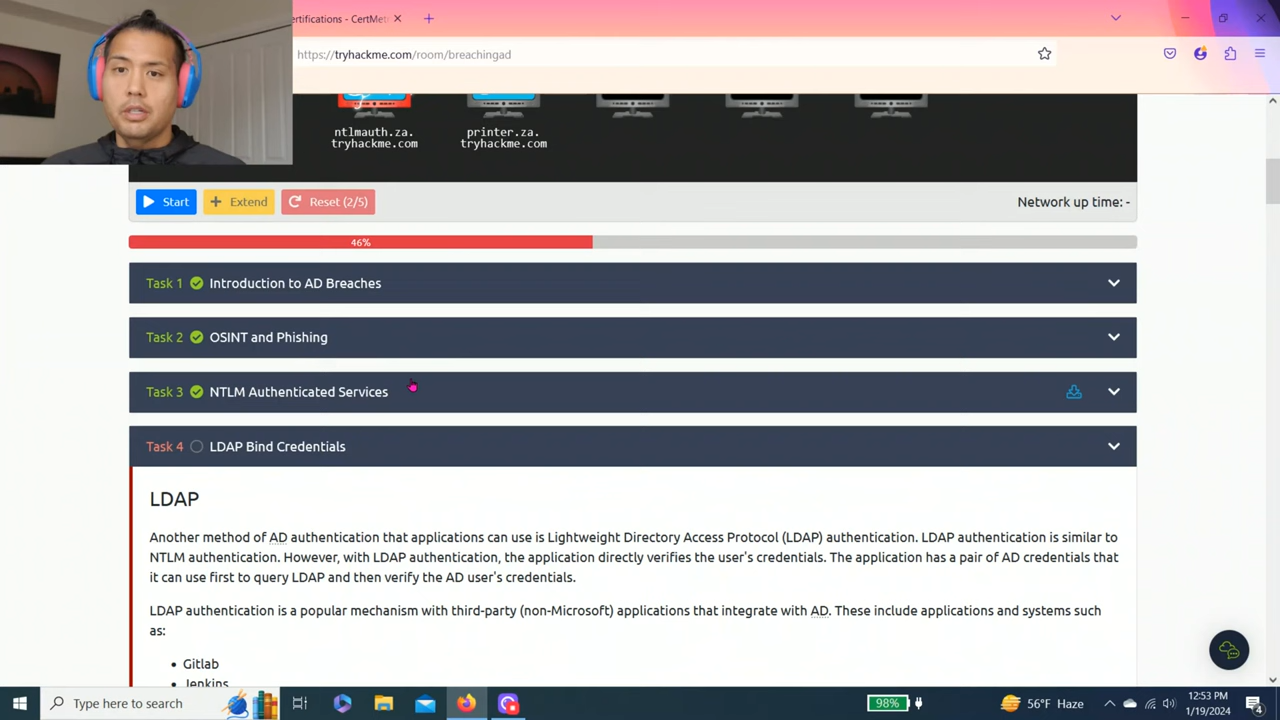 ertifications - CertMet
https://tryhackme.com/room/breachingad
ntlmauth.za.
tryhackme.com
printer.za.
tryhackme.com
Start
Extend
Reset (2/5)
Network up time: -
46%
Task 1 Introduction to AD Breaches
Task 2 OSINT and Phishing
Task 3 NTLM Authenticated Services
Task 4 LDAP Bind Credentials
LDAP
Another method of AD authentication that applications can use is Lightweight Directory Access Protocol (LDAP) authentication. LDAP authentication is similar to
NTLM authentication. However, with LDAP authentication, the application directly verifies the user's credentials. The application has a pair of AD credentials that
it can use first to query LDAP and then verify the AD user's credentials.
LDAP authentication is a popular mechanism with third-party (non-Microsoft) applications that integrate with AD. These include applications and systems such
as:
• Gitlab
• Jenkins
Type here to search
98%
56°F Haze
12:53 PM
1/19/2024
4